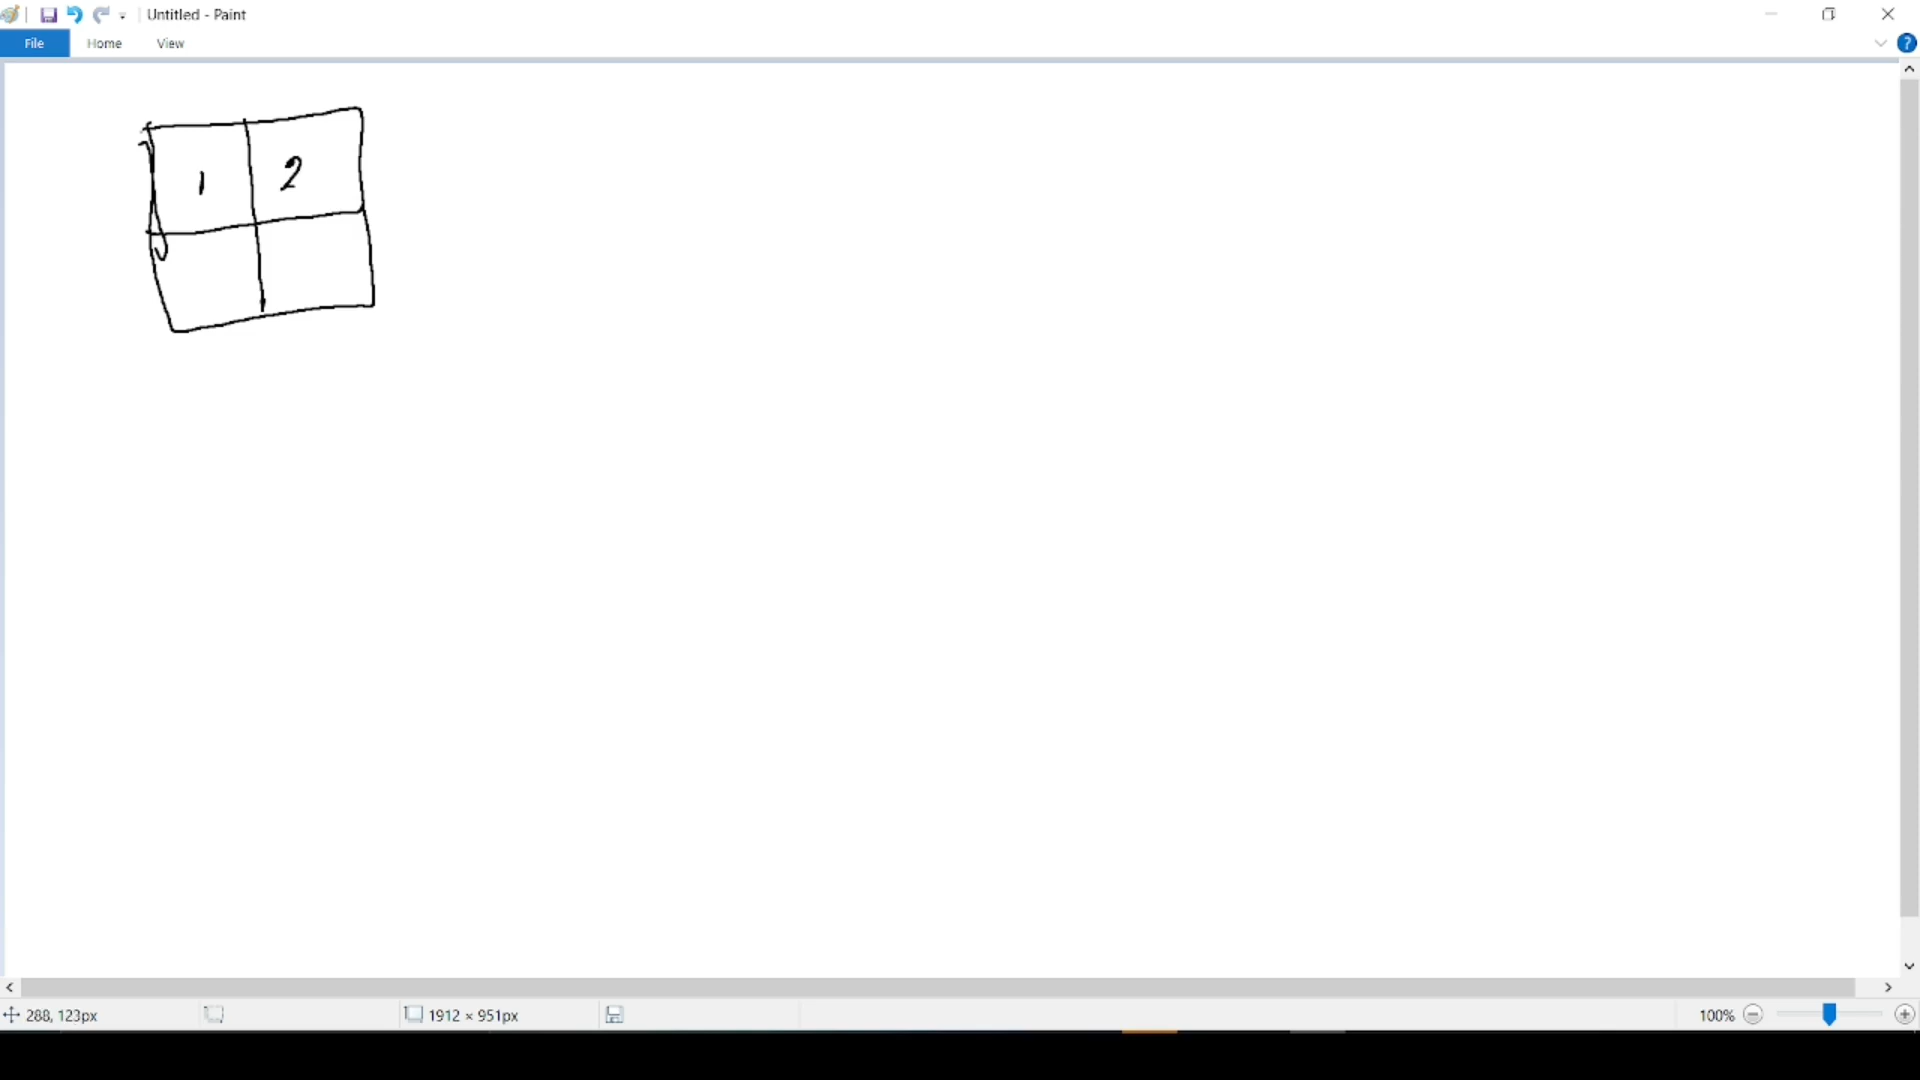 Untitled - Paint
File Home View
1 2
288, 123px 1912 × 951px 100%